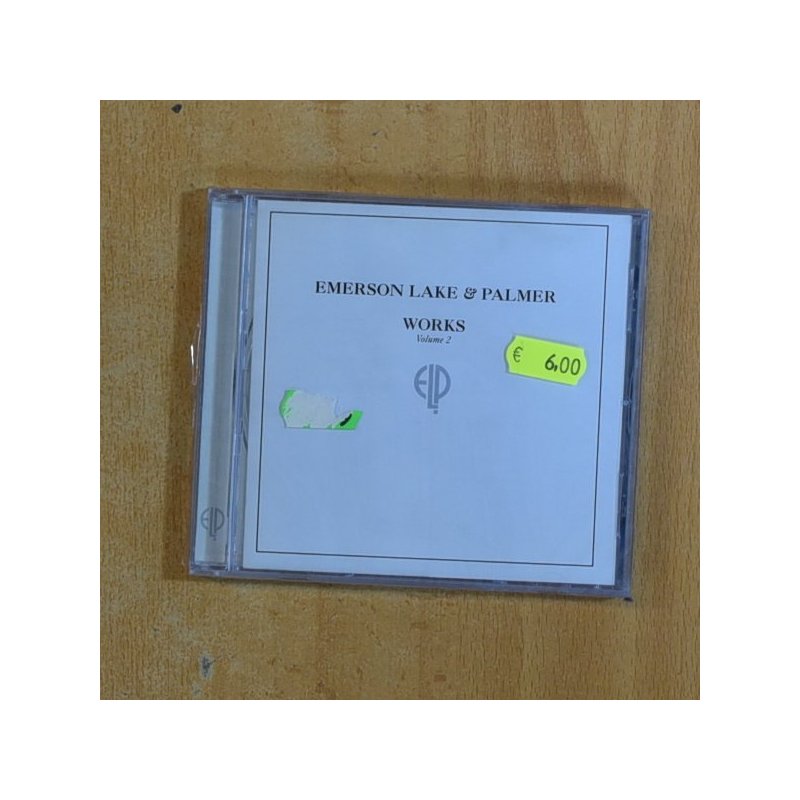 EMERSON LAKE & PALMER
WORKS
Volume 2
€ 6,00
ELP
ELP